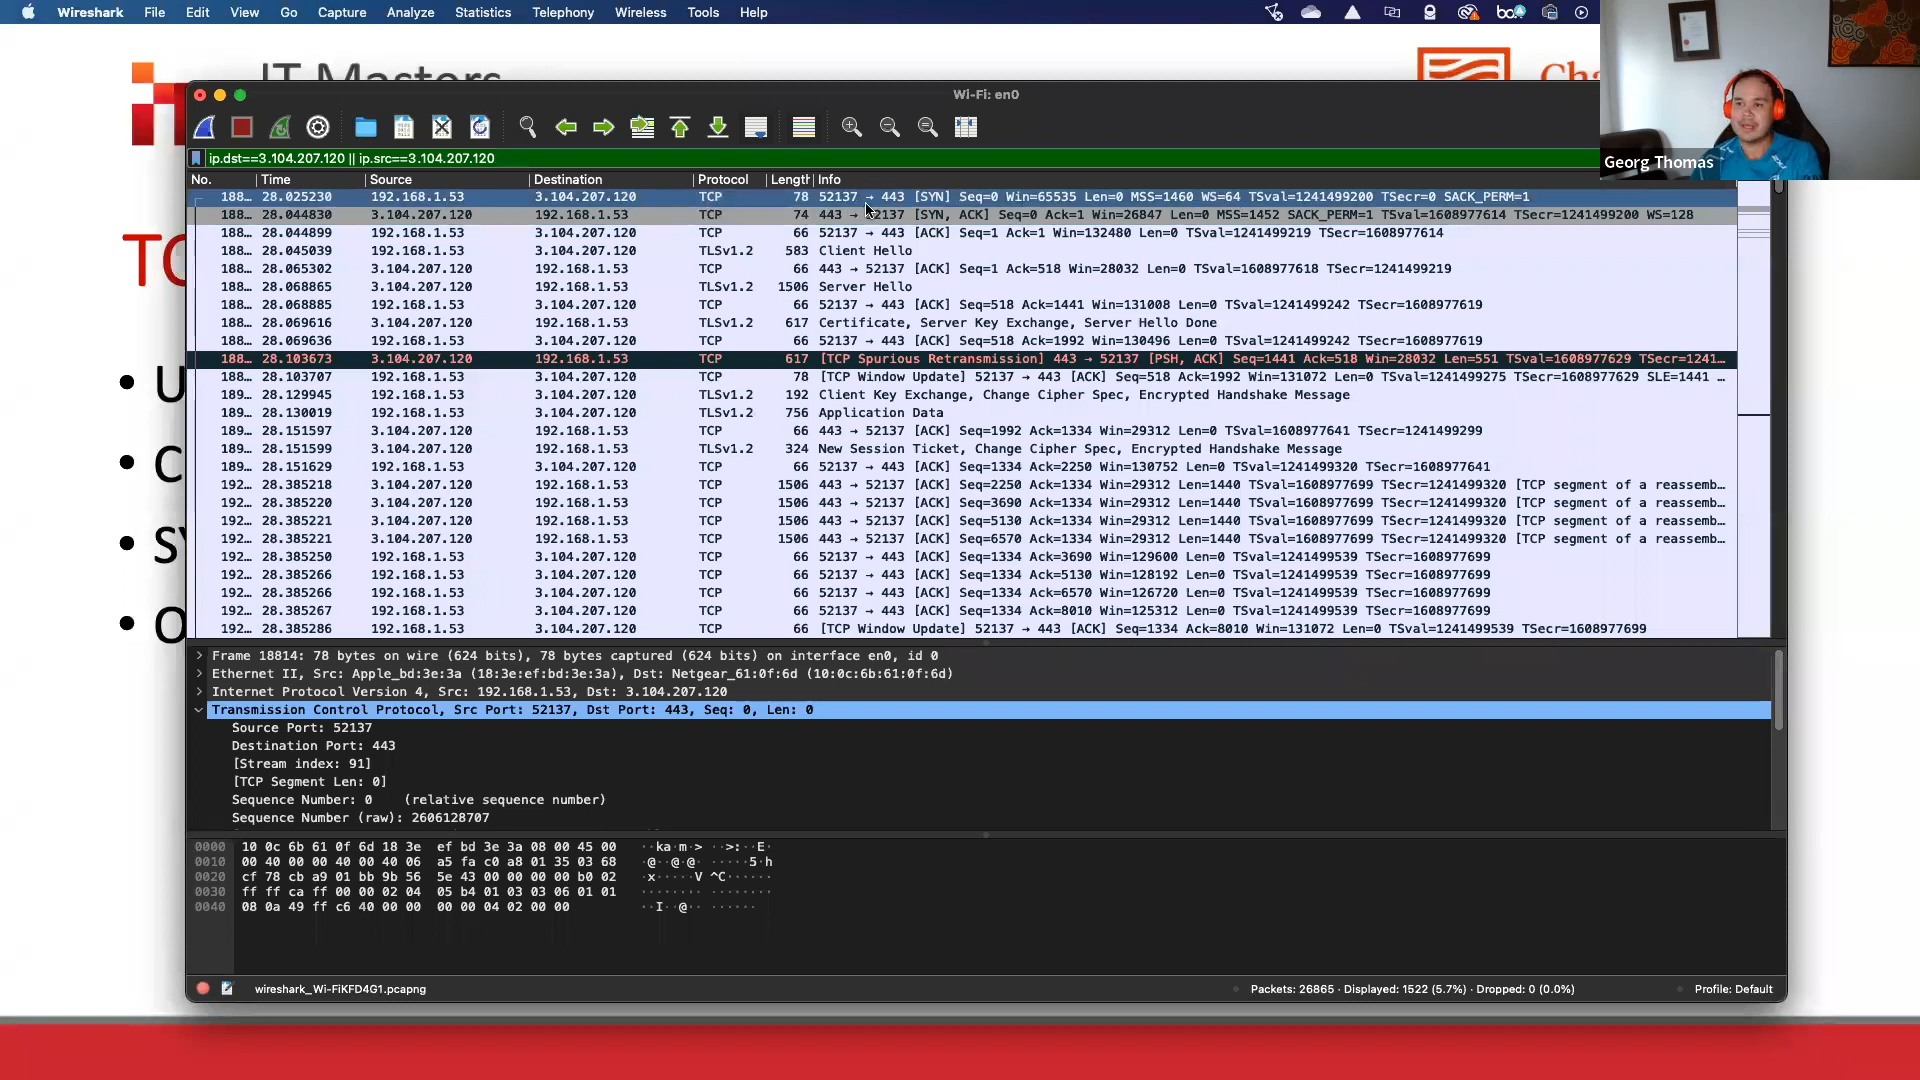 Wireshark File Edit View Go Capture Analyze Statistics Telephony Wireless Tools Help
IT Masters
Cha
Georg Thomas
Wi-Fi: en0
ip.dst==3.104.207.120 || ip.src==3.104.207.120
No. Time Source Destination Protocol Length Info
188… 28.025230 192.168.1.53 3.104.207.120 TCP 78 52137 → 443 [SYN] Seq=0 Win=65535 Len=0 MSS=1460 WS=64 TSval=1241499200 TSecr=0 SACK_PERM=1
188… 28.044830 3.104.207.120 192.168.1.53 TCP 74 443 → 52137 [SYN, ACK] Seq=0 Ack=1 Win=26847 Len=0 MSS=1452 SACK_PERM=1 TSval=1608977614 TSecr=1241499200 WS=128
188… 28.044899 192.168.1.53 3.104.207.120 TCP 66 52137 → 443 [ACK] Seq=1 Ack=1 Win=132480 Len=0 TSval=1241499219 TSecr=1608977614
188… 28.045039 192.168.1.53 3.104.207.120 TLSv1.2 583 Client Hello
188… 28.065302 3.104.207.120 192.168.1.53 TCP 66 443 → 52137 [ACK] Seq=1 Ack=518 Win=28032 Len=0 TSval=1608977618 TSecr=1241499219
188… 28.068865 3.104.207.120 192.168.1.53 TLSv1.2 1506 Server Hello
188… 28.068885 192.168.1.53 3.104.207.120 TCP 66 52137 → 443 [ACK] Seq=518 Ack=1441 Win=131008 Len=0 TSval=1241499242 TSecr=1608977619
188… 28.069616 3.104.207.120 192.168.1.53 TLSv1.2 617 Certificate, Server Key Exchange, Server Hello Done
188… 28.069636 192.168.1.53 3.104.207.120 TCP 66 52137 → 443 [ACK] Seq=518 Ack=1992 Win=130496 Len=0 TSval=1241499242 TSecr=1608977619
188… 28.103673 3.104.207.120 192.168.1.53 TCP 617 [TCP Spurious Retransmission] 443 → 52137 [PSH, ACK] Seq=1441 Ack=518 Win=28032 Len=551 TSval=1608977629 TSecr=1241…
188… 28.103707 192.168.1.53 3.104.207.120 TCP 78 [TCP Window Update] 52137 → 443 [ACK] Seq=518 Ack=1992 Win=131072 Len=0 TSval=1241499275 TSecr=1608977629 SLE=1441 …
189… 28.129945 192.168.1.53 3.104.207.120 TLSv1.2 192 Client Key Exchange, Change Cipher Spec, Encrypted Handshake Message
189… 28.130019 192.168.1.53 3.104.207.120 TLSv1.2 756 Application Data
189… 28.151597 3.104.207.120 192.168.1.53 TCP 66 443 → 52137 [ACK] Seq=1992 Ack=1334 Win=29312 Len=0 TSval=1608977641 TSecr=1241499299
189… 28.151599 3.104.207.120 192.168.1.53 TLSv1.2 324 New Session Ticket, Change Cipher Spec, Encrypted Handshake Message
189… 28.151629 192.168.1.53 3.104.207.120 TCP 66 52137 → 443 [ACK] Seq=1334 Ack=2250 Win=130752 Len=0 TSval=1241499320 TSecr=1608977641
192… 28.385218 3.104.207.120 192.168.1.53 TCP 1506 443 → 52137 [ACK] Seq=2250 Ack=1334 Win=29312 Len=1440 TSval=1608977699 TSecr=1241499320 [TCP segment of a reassemb…
192… 28.385220 3.104.207.120 192.168.1.53 TCP 1506 443 → 52137 [ACK] Seq=3690 Ack=1334 Win=29312 Len=1440 TSval=1608977699 TSecr=1241499320 [TCP segment of a reassemb…
192… 28.385221 3.104.207.120 192.168.1.53 TCP 1506 443 → 52137 [ACK] Seq=5130 Ack=1334 Win=29312 Len=1440 TSval=1608977699 TSecr=1241499320 [TCP segment of a reassemb…
192… 28.385221 3.104.207.120 192.168.1.53 TCP 1506 443 → 52137 [ACK] Seq=6570 Ack=1334 Win=29312 Len=1440 TSval=1608977699 TSecr=1241499320 [TCP segment of a reassemb…
192… 28.385250 192.168.1.53 3.104.207.120 TCP 66 52137 → 443 [ACK] Seq=1334 Ack=3690 Win=129600 Len=0 TSval=1241499539 TSecr=1608977699
192… 28.385266 192.168.1.53 3.104.207.120 TCP 66 52137 → 443 [ACK] Seq=1334 Ack=5130 Win=128192 Len=0 TSval=1241499539 TSecr=1608977699
192… 28.385266 192.168.1.53 3.104.207.120 TCP 66 52137 → 443 [ACK] Seq=1334 Ack=6570 Win=126720 Len=0 TSval=1241499539 TSecr=1608977699
192… 28.385267 192.168.1.53 3.104.207.120 TCP 66 52137 → 443 [ACK] Seq=1334 Ack=8010 Win=125312 Len=0 TSval=1241499539 TSecr=1608977699
192… 28.385286 192.168.1.53 3.104.207.120 TCP 66 [TCP Window Update] 52137 → 443 [ACK] Seq=1334 Ack=8010 Win=131072 Len=0 TSval=1241499539 TSecr=1608977699
TC
• U
• C
• SY
• O
Frame 18814: 78 bytes on wire (624 bits), 78 bytes captured (624 bits) on interface en0, id 0
Ethernet II, Src: Apple_bd:3e:3a (18:3e:ef:bd:3e:3a), Dst: Netgear_61:0f:6d (10:0c:6b:61:0f:6d)
Internet Protocol Version 4, Src: 192.168.1.53, Dst: 3.104.207.120
Transmission Control Protocol, Src Port: 52137, Dst Port: 443, Seq: 0, Len: 0
Source Port: 52137
Destination Port: 443
[Stream index: 91]
[TCP Segment Len: 0]
Sequence Number: 0 (relative sequence number)
Sequence Number (raw): 2606128707
0000 10 0c 6b 61 0f 6d 18 3e ef bd 3e 3a 08 00 45 00 ··ka·m·> ··>:··E·
0010 00 40 00 00 40 00 40 06 a5 fa c0 a8 01 35 03 68 ·@··@·@· ·····5·h
0020 cf 78 cb a9 01 bb 9b 56 5e 43 00 00 00 00 b0 02 ·x·····V ^C······
0030 ff ff ca ff 00 00 02 04 05 b4 01 03 03 06 01 01 ········ ········
0040 08 0a 49 ff c6 40 00 00 00 00 04 02 00 00 ··I··@·· ······
wireshark_Wi-FiKFD4G1.pcapng
Packets: 26865 · Displayed: 1522 (5.7%) · Dropped: 0 (0.0%)
Profile: Default